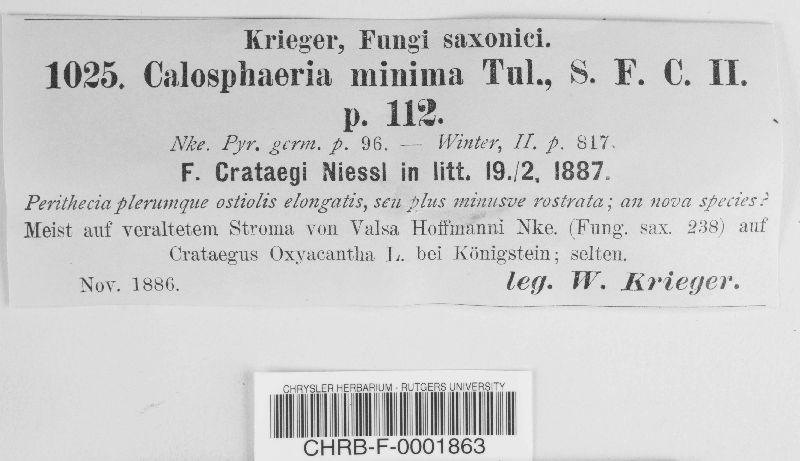 Krieger, Fungi saxonici.
1025. Calosphaeria minima Tul., S. F. C. II.
p. 112.
Nke. Pyr. germ. p. 96. — Winter, II. p. 817.
F. Crataegi Niessl in litt. 19./2, 1887.
Perithecia plerumque ostiolis elongatis, seu plus minusve rostrata; an nova species?
Meist auf veraltetem Stroma von Valsa Hoffmanni Nke. (Fung. sax. 238) auf
Crataegus Oxyacantha L. bei Königstein; selten.
Nov. 1886. leg. W. Krieger.
CHRYSLER HERBARIUM - RUTGERS UNIVERSITY
CHRB-F-0001863